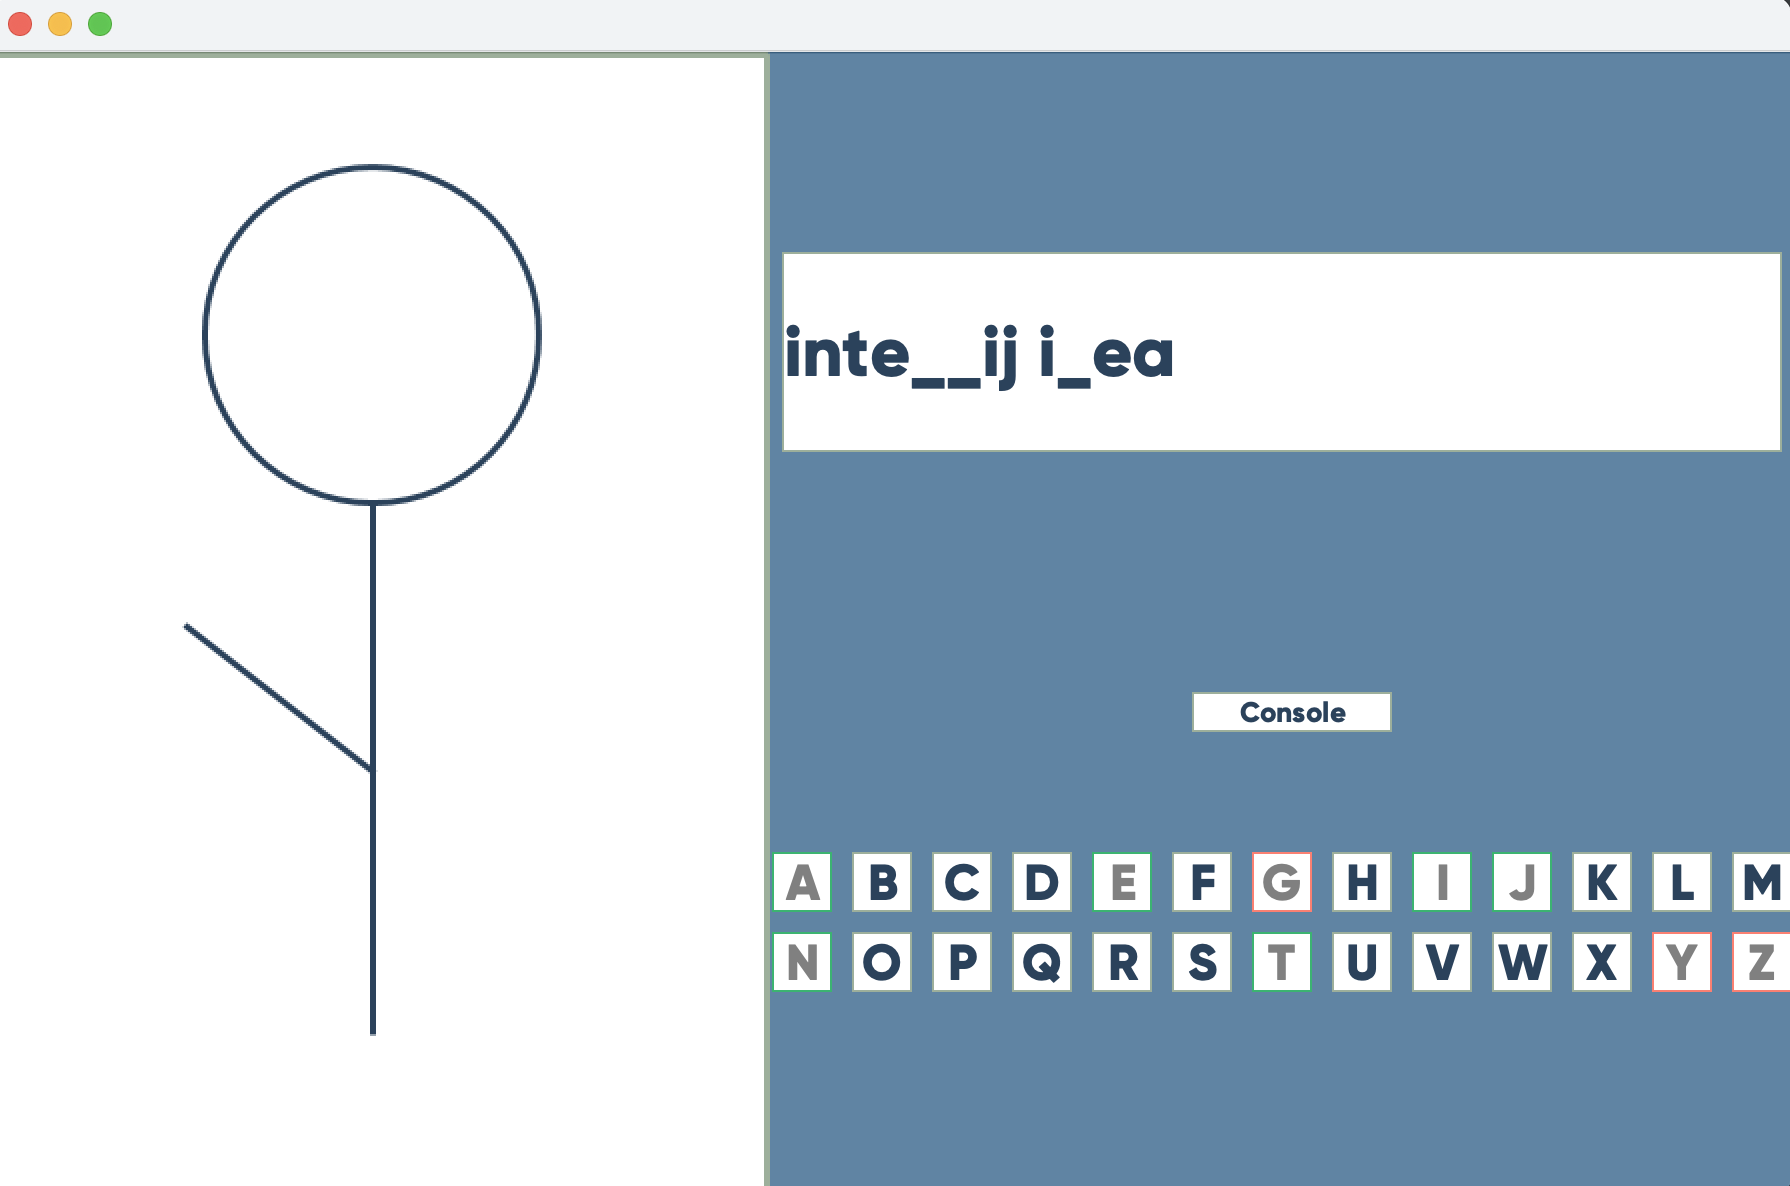 inte__ij i_ea
Console
A B C D E F G H I J K L M
N O P Q R S T U V W X Y Z